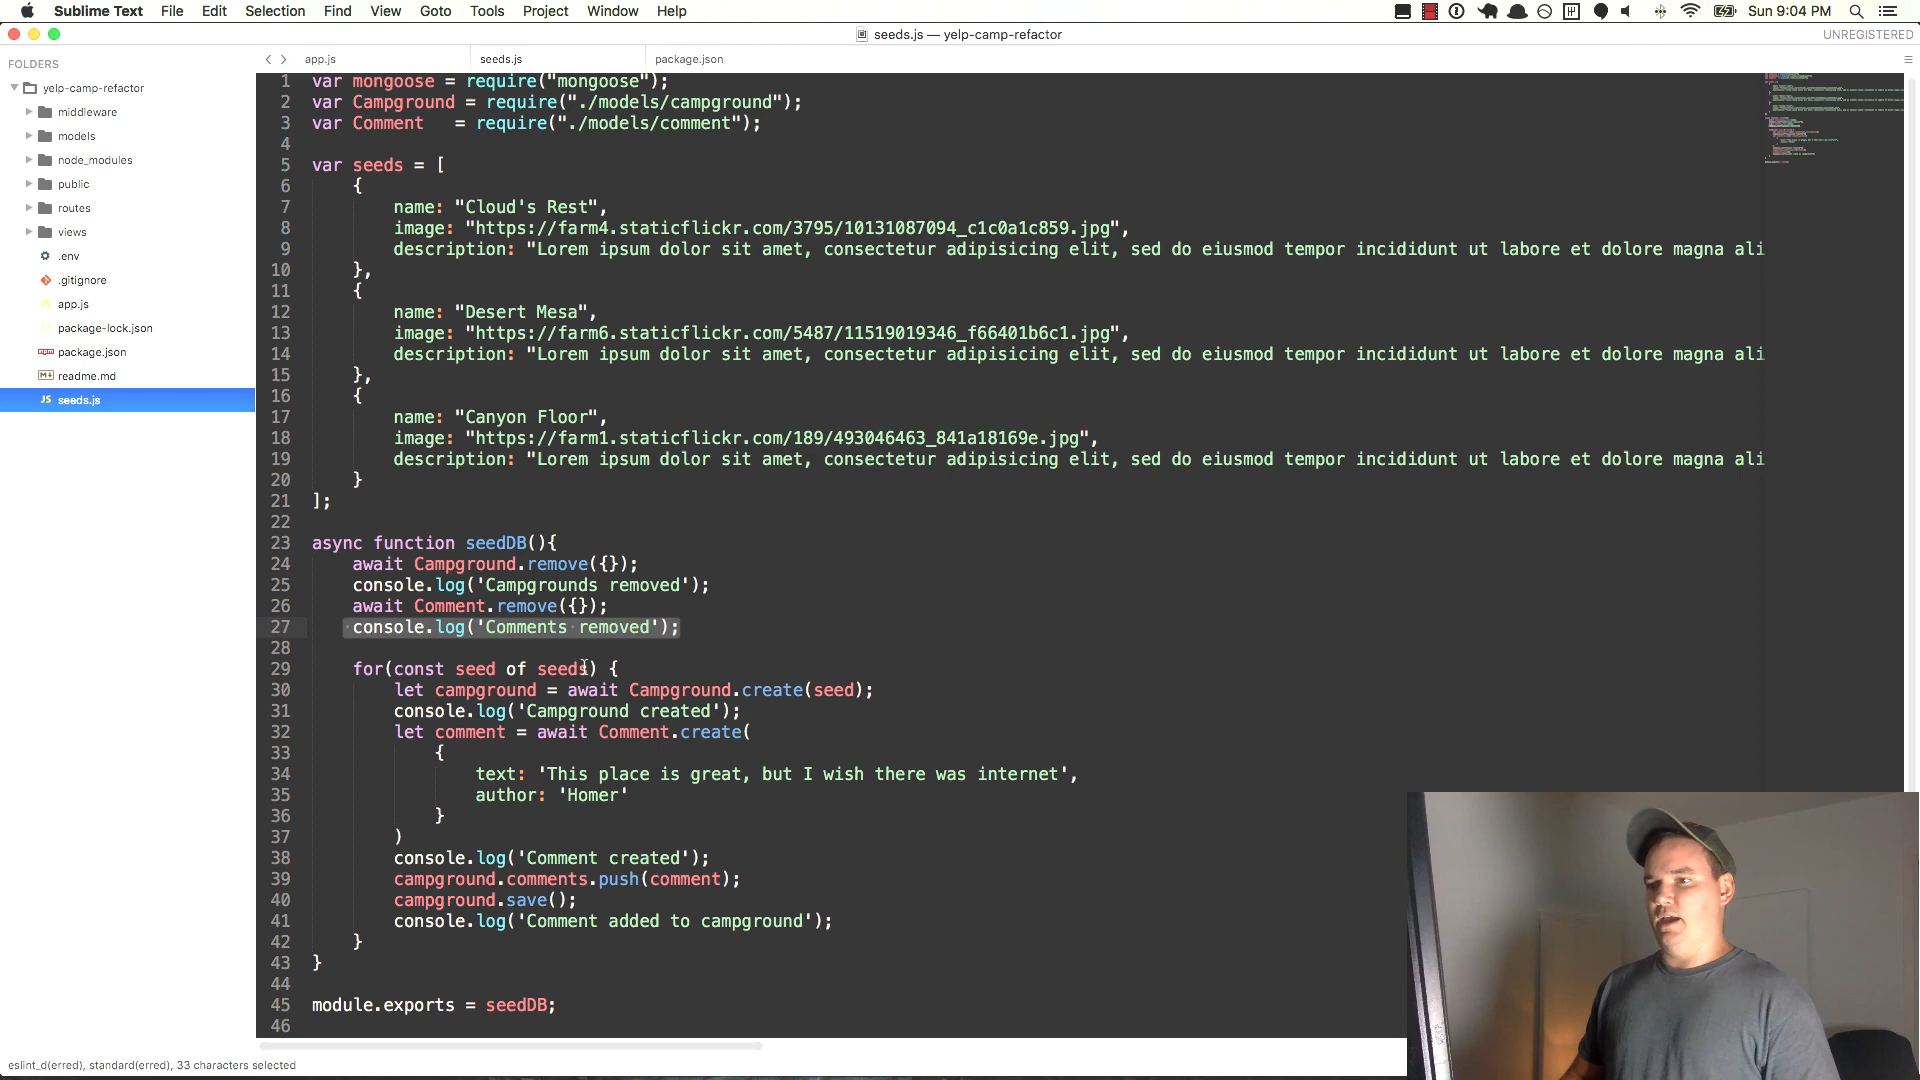 Sublime Text File Edit Selection Find View Goto Tools Project Window Help Sun 9:04 PM
seeds.js — yelp-camp-refactor UNREGISTERED
FOLDERS
yelp-camp-refactor
middleware
models
node_modules
public
routes
views
.env
.gitignore
app.js
package-lock.json
package.json
readme.md
JS seeds.js
app.js seeds.js package.json
1 var mongoose = require("mongoose");
2 var Campground = require("./models/campground");
3 var Comment   = require("./models/comment");
4
5 var seeds = [
6     {
7         name: "Cloud's Rest",
8         image: "https://farm4.staticflickr.com/3795/10131087094_c1c0a1c859.jpg",
9         description: "Lorem ipsum dolor sit amet, consectetur adipisicing elit, sed do eiusmod tempor incididunt ut labore et dolore magna ali
10     },
11     {
12         name: "Desert Mesa",
13         image: "https://farm6.staticflickr.com/5487/11519019346_f66401b6c1.jpg",
14         description: "Lorem ipsum dolor sit amet, consectetur adipisicing elit, sed do eiusmod tempor incididunt ut labore et dolore magna ali
15     },
16     {
17         name: "Canyon Floor",
18         image: "https://farm1.staticflickr.com/189/493046463_841a18169e.jpg",
19         description: "Lorem ipsum dolor sit amet, consectetur adipisicing elit, sed do eiusmod tempor incididunt ut labore et dolore magna ali
20     }
21 ];
22
23 async function seedDB(){
24     await Campground.remove({});
25     console.log('Campgrounds removed');
26     await Comment.remove({});
27     console.log('Comments removed');
28
29     for(const seed of seeds) {
30         let campground = await Campground.create(seed);
31         console.log('Campground created');
32         let comment = await Comment.create(
33             {
34                 text: 'This place is great, but I wish there was internet',
35                 author: 'Homer'
36             }
37         )
38         console.log('Comment created');
39         campground.comments.push(comment);
40         campground.save();
41         console.log('Comment added to campground');
42     }
43 }
44
45 module.exports = seedDB;
46
eslint_d(erred), standard(erred), 33 characters selected